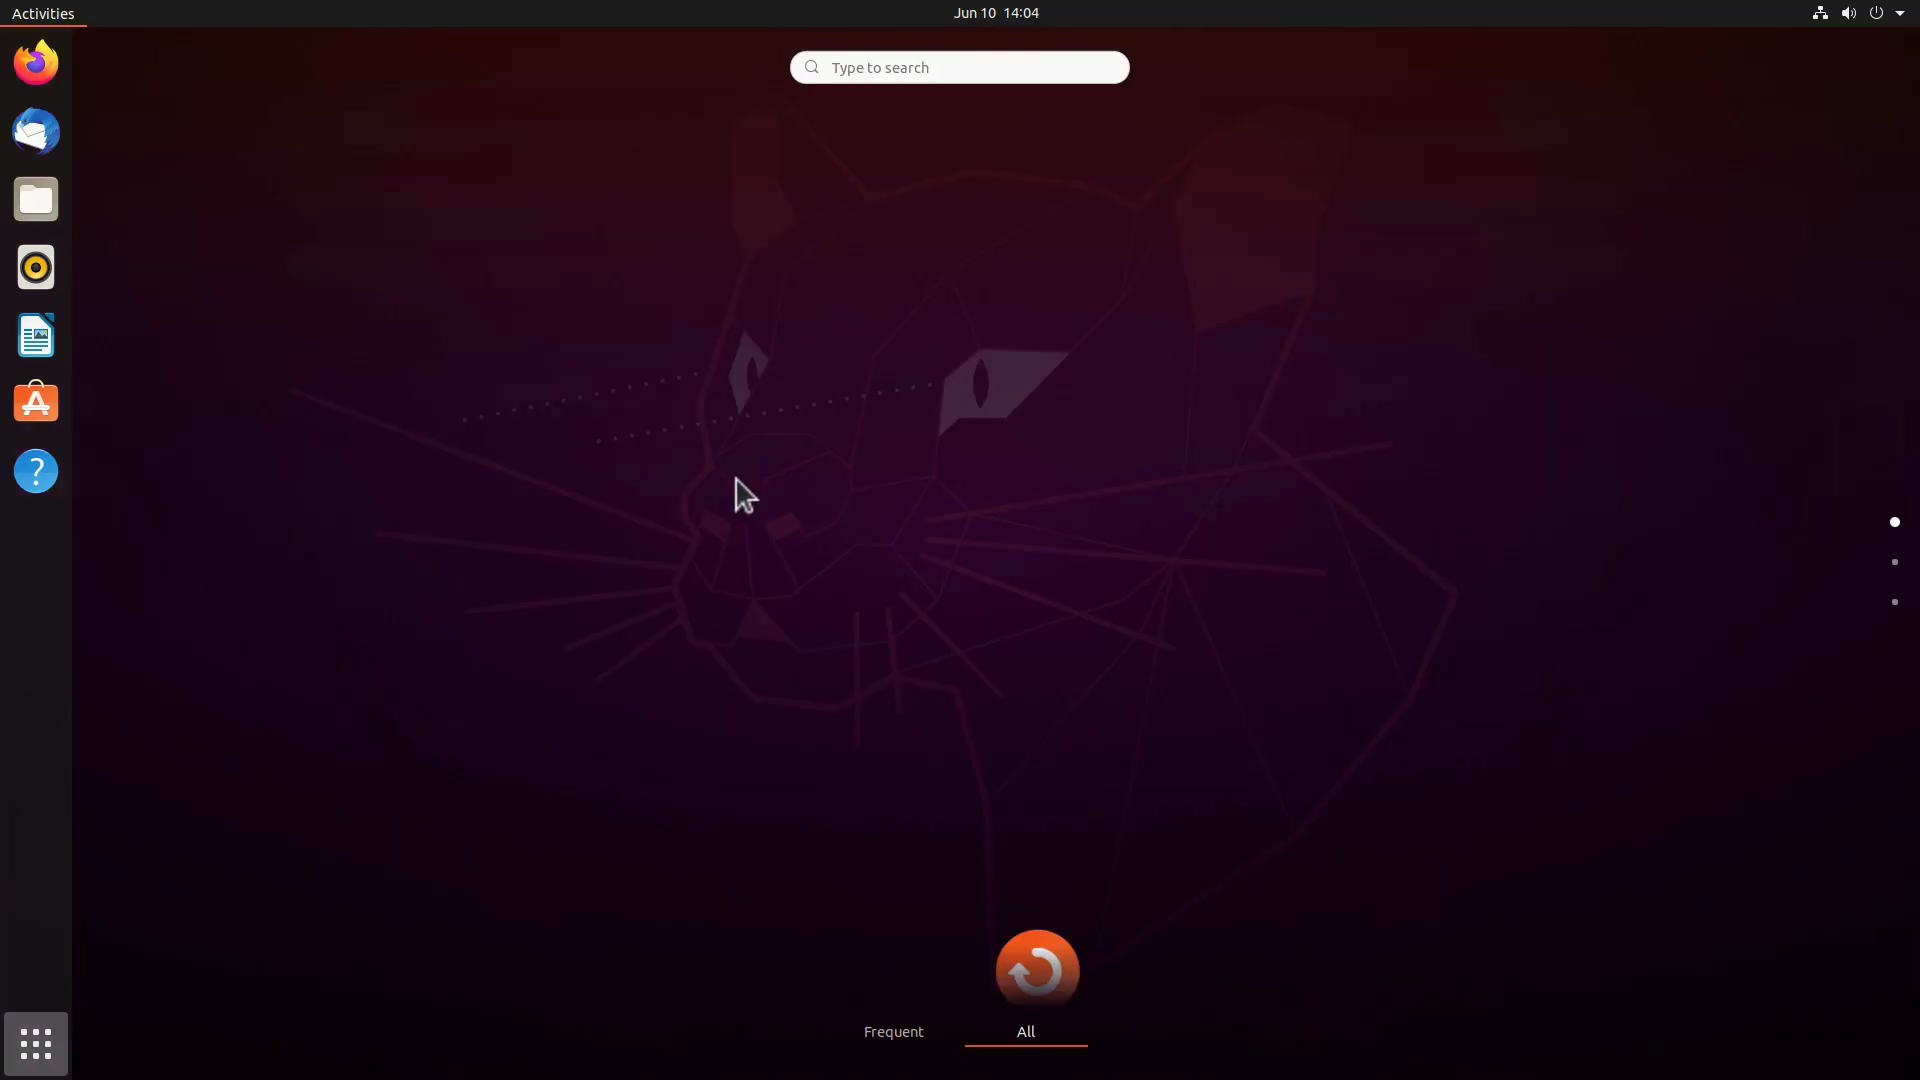 Activities
Jun 10 14:04
Type to search
?
Frequent
All